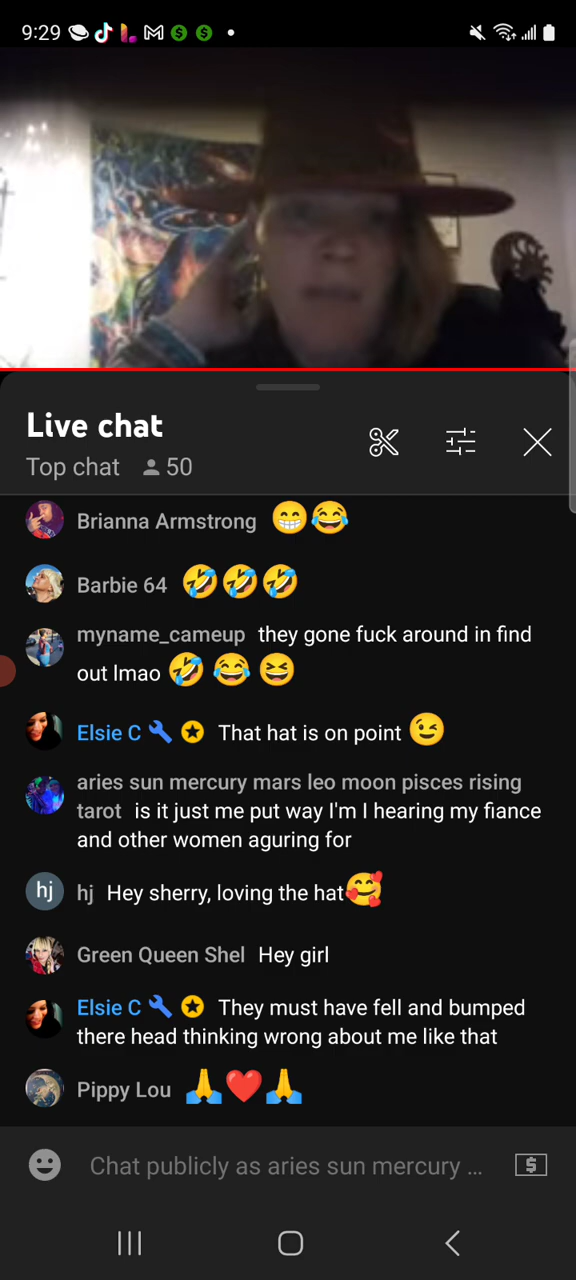 9:29
Live chat
Top chat 50
Brianna Armstrong 😁😂
Barbie 64 🤣🤣🤣
myname_cameup they gone fuck around in find
out lmao 🤣 😂 😆
Elsie C That hat is on point 😉
aries sun mercury mars leo moon pisces rising
tarot is it just me put way I'm I hearing my fiance
and other women aguring for
hj hj Hey sherry, loving the hat🥰
Green Queen Shel Hey girl
Elsie C They must have fell and bumped
there head thinking wrong about me like that
Pippy Lou 🙏❤️🙏
Chat publicly as aries sun mercury ...